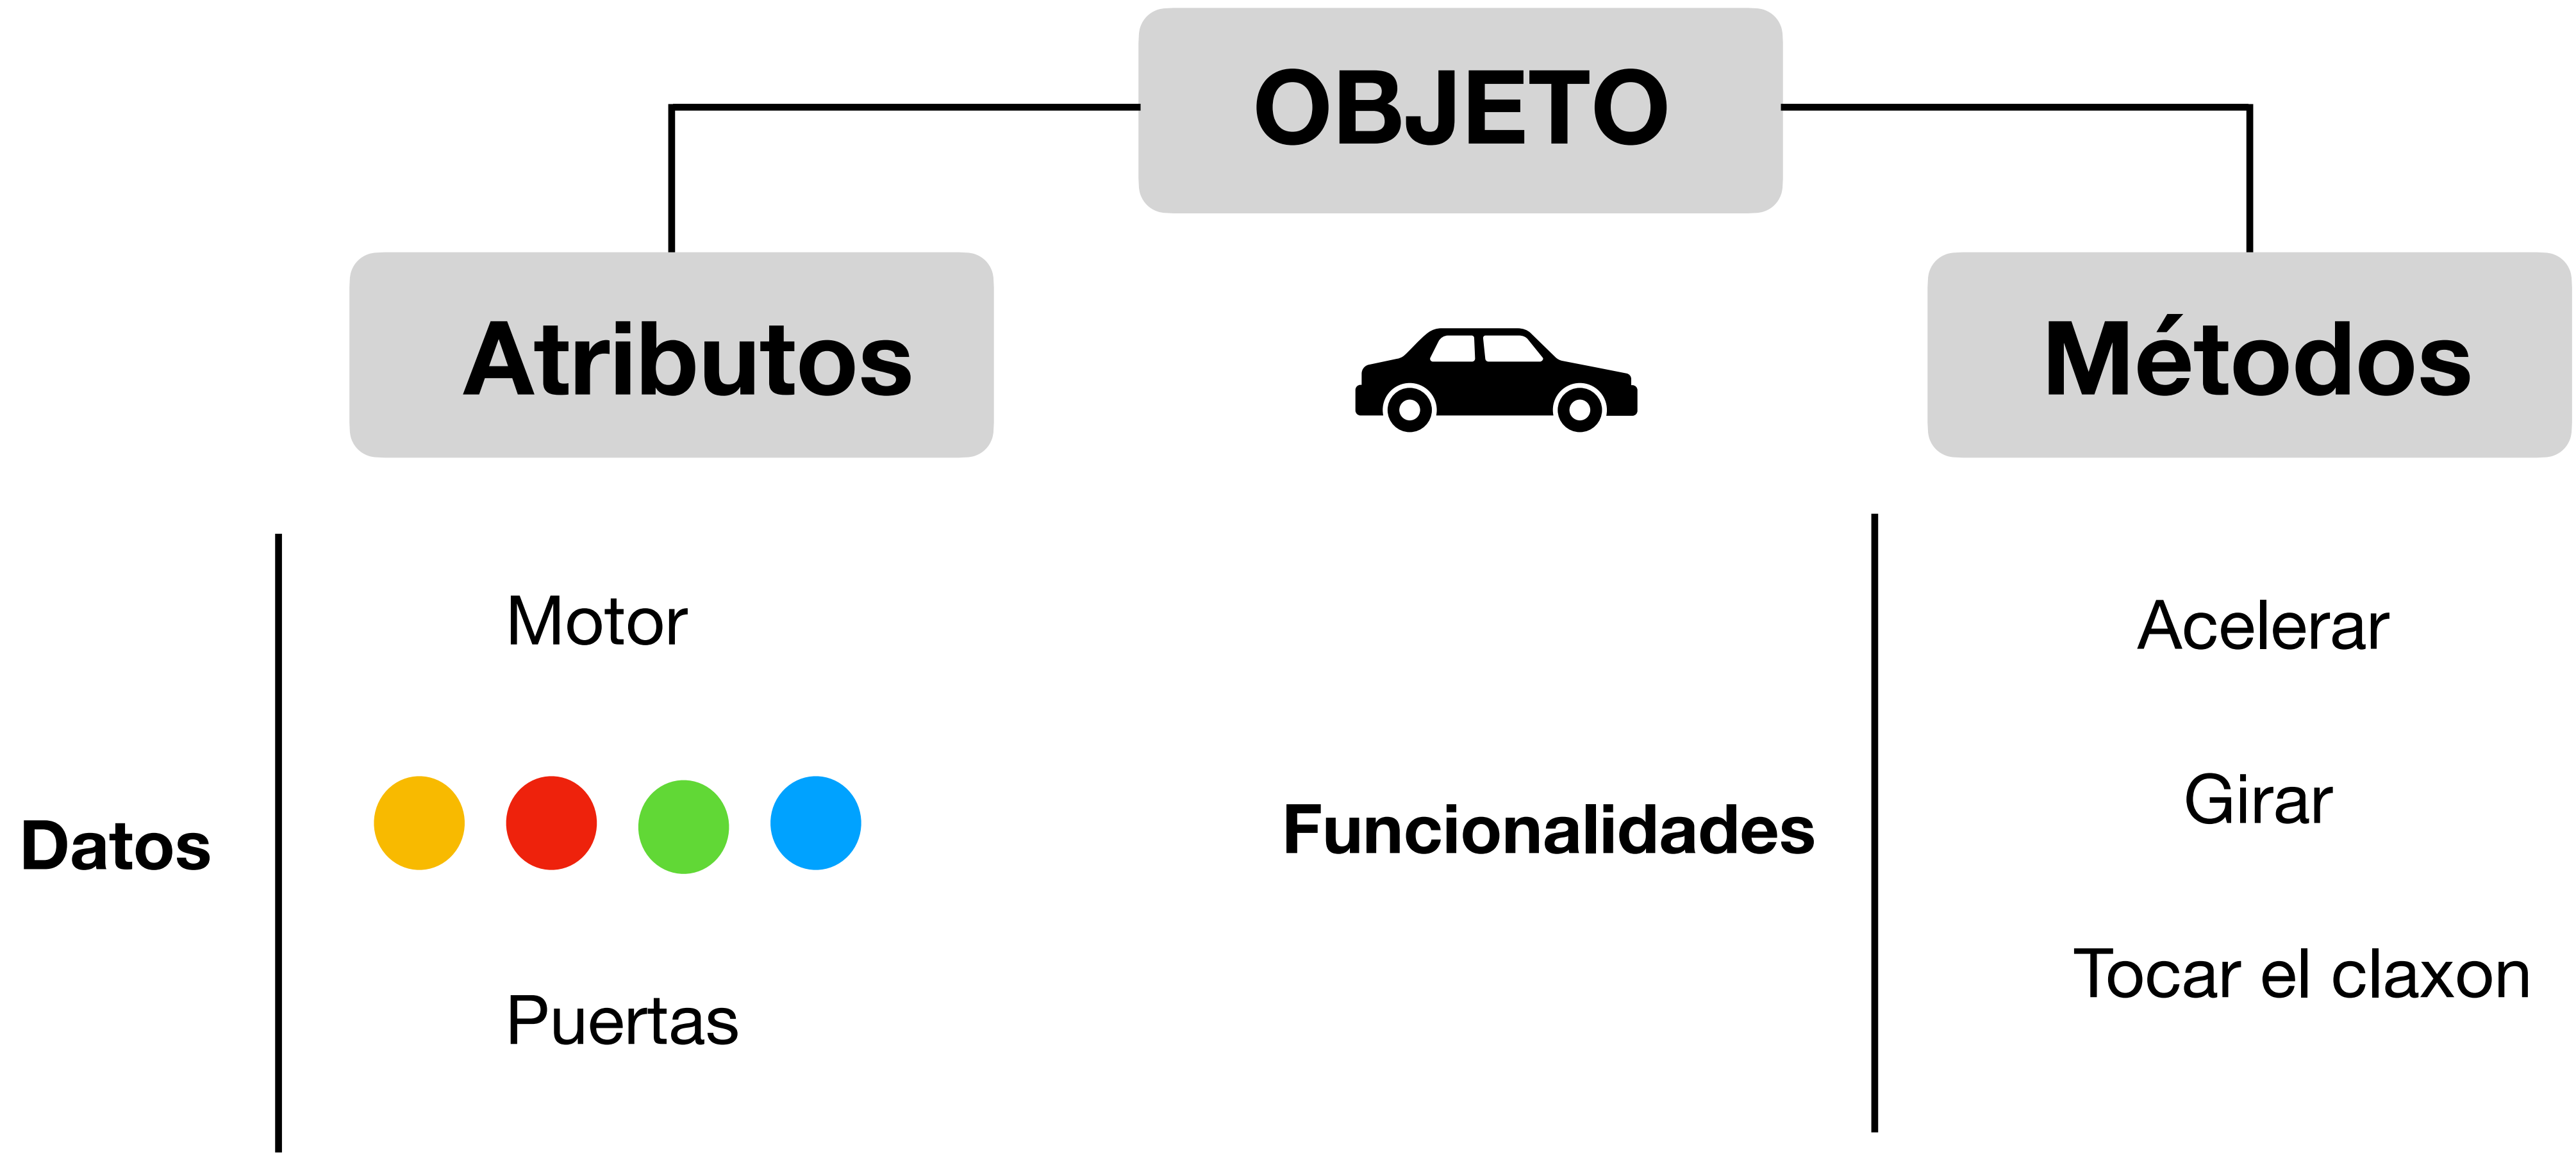 OBJETO
Atributos
Métodos
Datos
Motor
Puertas
Funcionalidades
Acelerar
Girar
Tocar el claxon